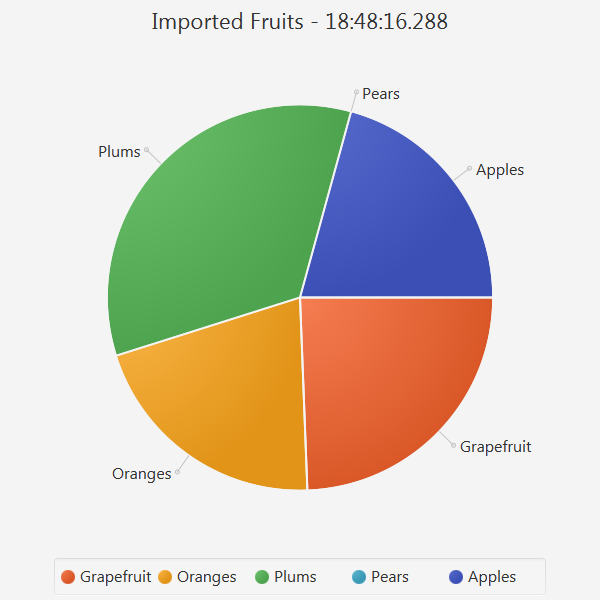 Imported Fruits - 18:48:16.288
Pears
Plums
Apples
Grapefruit
Oranges
Grapefruit Oranges Plums Pears Apples